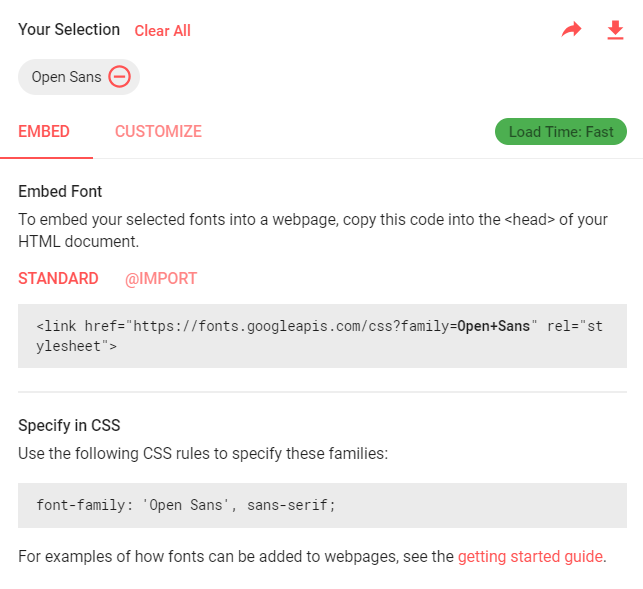 Your Selection Clear All
Open Sans
EMBED CUSTOMIZE Load Time: Fast
Embed Font
To embed your selected fonts into a webpage, copy this code into the <head> of your
HTML document.
STANDARD @IMPORT
<link href="https://fonts.googleapis.com/css?family=Open+Sans" rel="st
ylesheet">
Specify in CSS
Use the following CSS rules to specify these families:
font-family: 'Open Sans', sans-serif;
For examples of how fonts can be added to webpages, see the getting started guide.